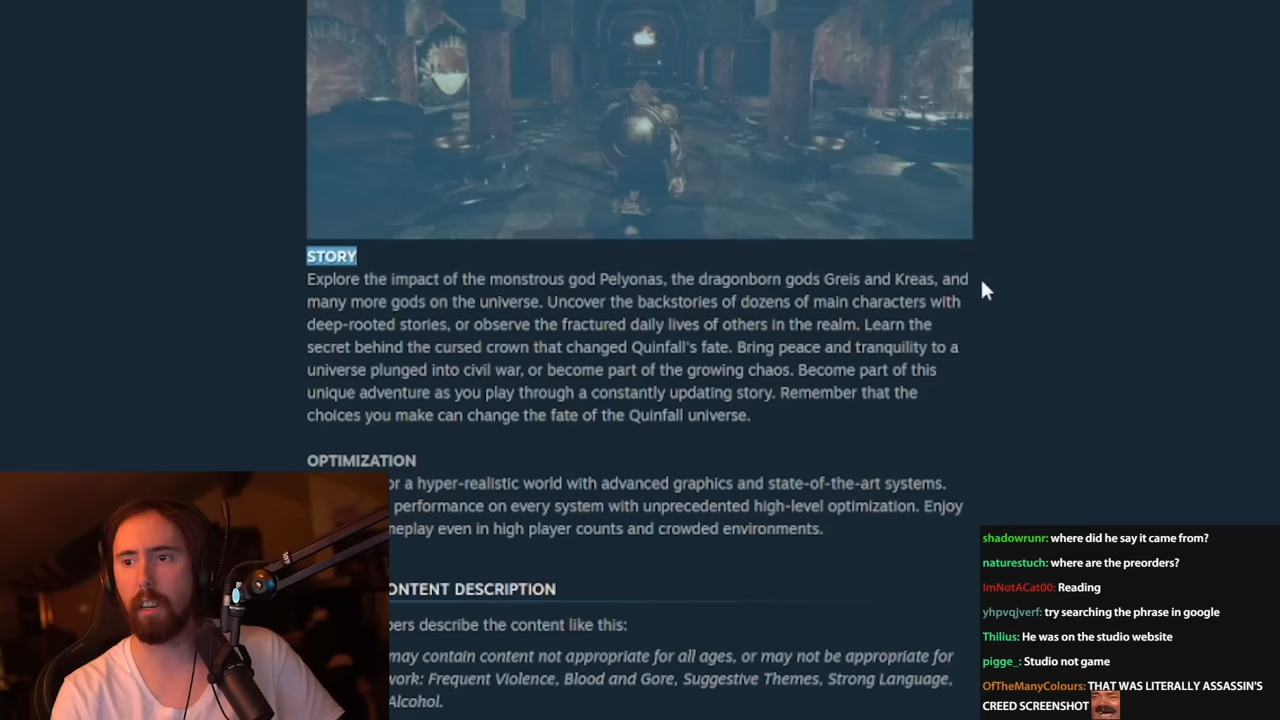 STORY
Explore the impact of the monstrous god Pelyonas, the dragonborn gods Greis and Kreas, and
many more gods on the universe. Uncover the backstories of dozens of main characters with
deep-rooted stories, or observe the fractured daily lives of others in the realm. Learn the
secret behind the cursed crown that changed Quinfall's fate. Bring peace and tranquility to a
universe plunged into civil war, or become part of the growing chaos. Become part of this
unique adventure as you play through a constantly updating story. Remember that the
choices you make can change the fate of the Quinfall universe.
OPTIMIZATION
or a hyper-realistic world with advanced graphics and state-of-the-art systems.
performance on every system with unprecedented high-level optimization. Enjoy
eplay even in high player counts and crowded environments.
ONTENT DESCRIPTION
pers describe the content like this:
may contain content not appropriate for all ages, or may not be appropriate for
work: Frequent Violence, Blood and Gore, Suggestive Themes, Strong Language,
Alcohol.
shadowrunr: where did he say it came from?
naturestuch: where are the preorders?
ImNotACat00: Reading
yhpvqjverf: try searching the phrase in google
Thilius: He was on the studio website
pigge_: Studio not game
OfTheManyColours: THAT WAS LITERALLY ASSASSIN'S
CREED SCREENSHOT